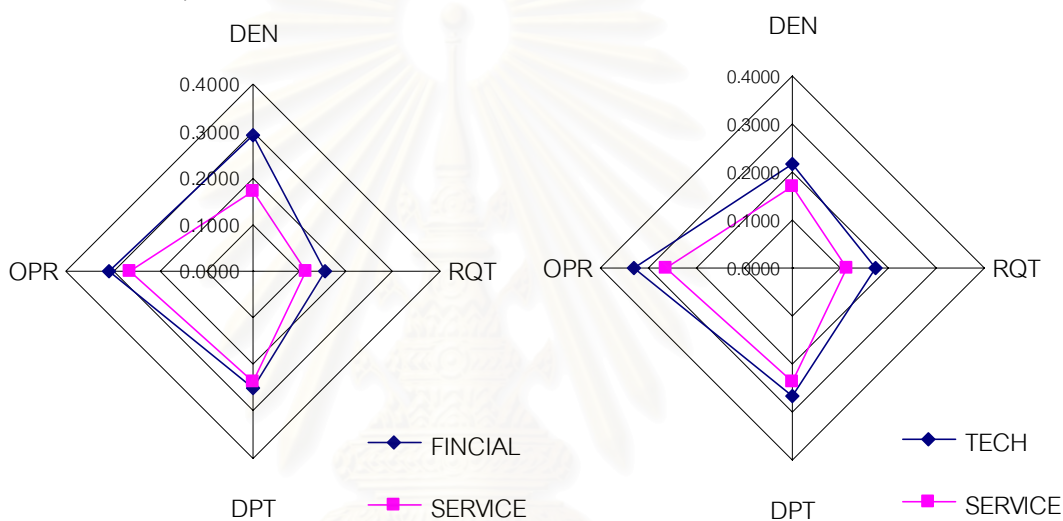 DEN
0.4000
0.3000
0.2000
0.1000
0.0000
OPR
RQT
DPT
FINCIAL
SERVICE
DEN
0.4000
0.3000
0.2000
0.1000
0.0000
OPR
RQT
DPT
TECH
SERVICE